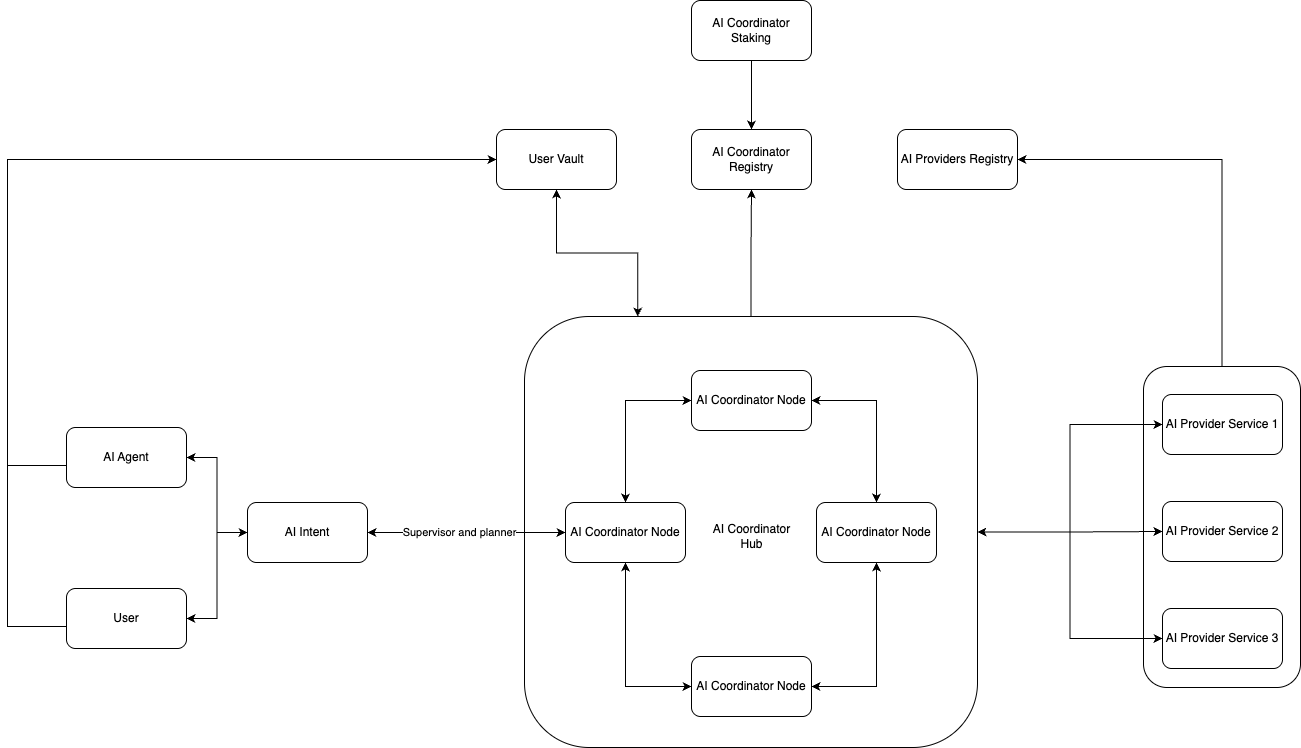 AI Coordinator
Staking
User Vault
AI Coordinator
Registry
AI Providers Registry
AI Coordinator Node
AI Provider Service 1
AI Agent
AI Intent
Supervisor and planner
AI Coordinator Node
AI Coordinator
Hub
AI Coordinator Node
AI Provider Service 2
User
AI Provider Service 3
AI Coordinator Node